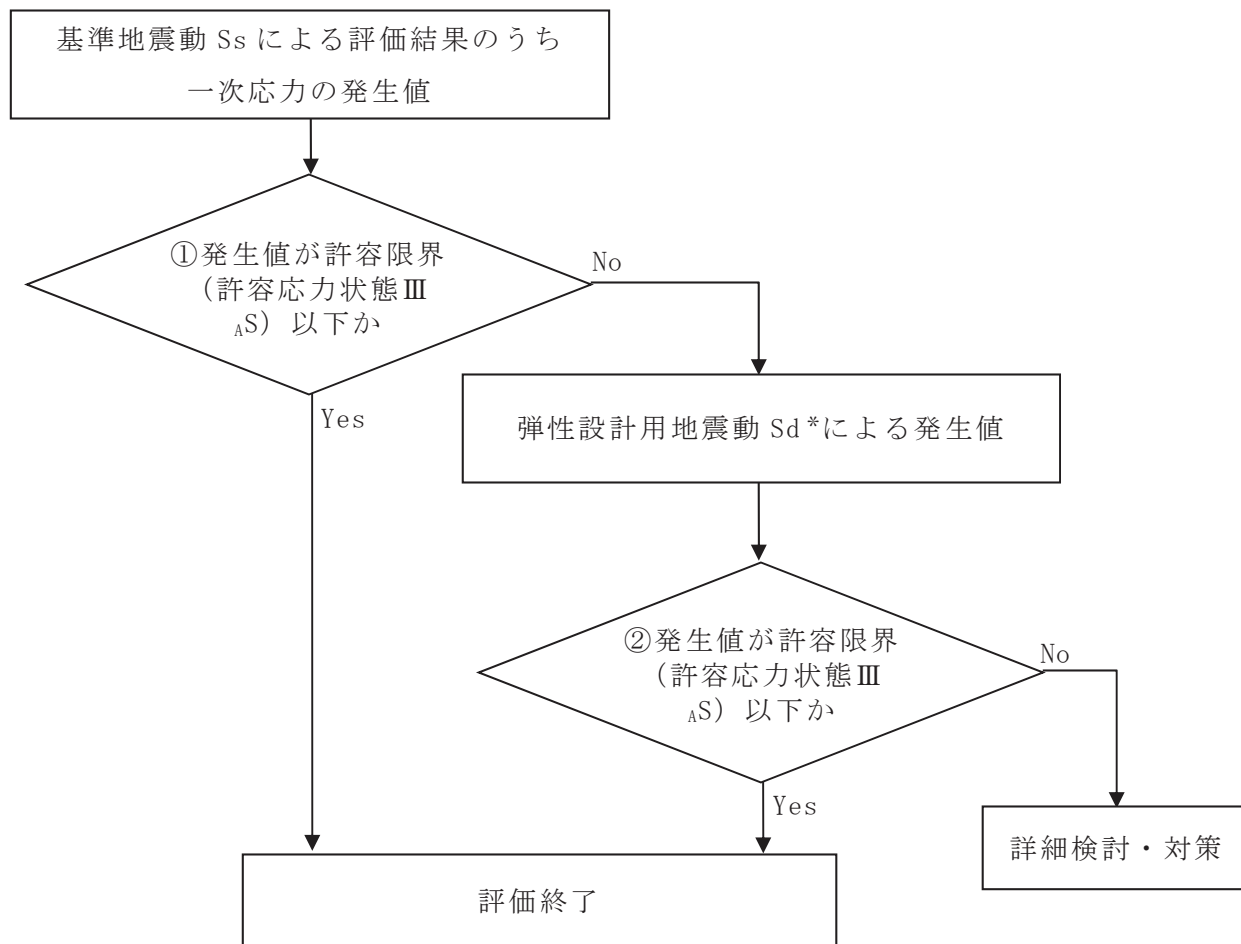 基準地震動 Ss による評価結果のうち
一次応力の発生値
①発生値が許容限界
(許容応力状態Ⅲ
AS) 以下か
No
Yes
弾性設計用地震動 Sd*による発生値
②発生値が許容限界
(許容応力状態Ⅲ
AS) 以下か
No
Yes
詳細検討・対策
評価終了